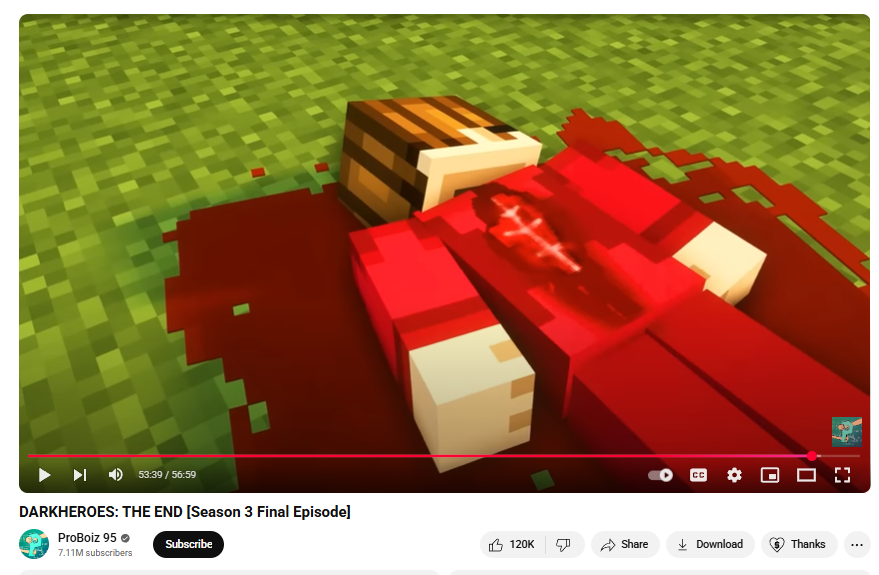 53:39 / 56:59
CC
DARKHEROES: THE END [Season 3 Final Episode]
ProBoiz 95
7.11M subscribers
Subscribe
120K
Share
Download
Thanks